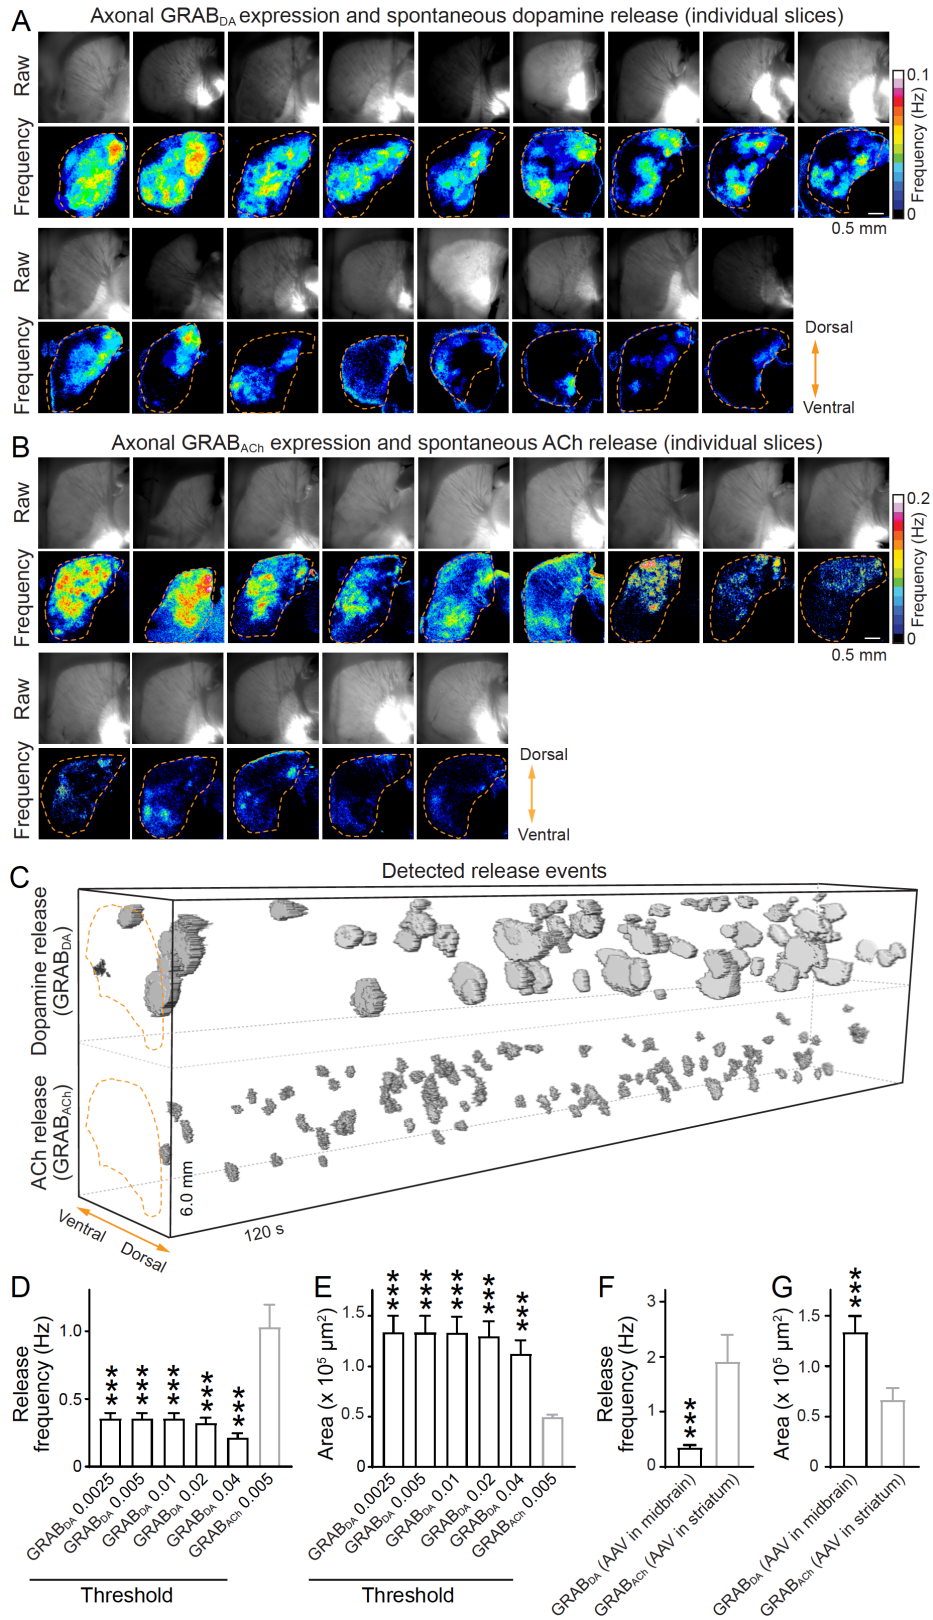 A
Axonal GRABDA expression and spontaneous dopamine release (individual slices)
Raw
Frequency
0.1
Frequency (Hz)
0
0.5 mm
Raw
Frequency
Dorsal
Ventral
B
Axonal GRABACh expression and spontaneous ACh release (individual slices)
Raw
Frequency
0.2
Frequency (Hz)
0
0.5 mm
Raw
Frequency
Dorsal
Ventral
C
Detected release events
Dopamine release
(GRABDA)
ACh release
(GRABACh)
6.0 mm
120 s
Ventral
Dorsal
D
Release
frequency (Hz)
1.0
0.5
0
***
***
***
***
***
GRABDA 0.0025
GRABDA 0.005
GRABDA 0.01
GRABDA 0.02
GRABDA 0.04
GRABACh 0.005
Threshold
E
Area (x 10⁵ µm²)
1.5
1.0
0.5
0
***
***
***
***
***
GRABDA 0.0025
GRABDA 0.005
GRABDA 0.01
GRABDA 0.02
GRABDA 0.04
GRABACh 0.005
Threshold
F
Release
frequency (Hz)
3
2
1
0
***
GRABDA (AAV in midbrain)
GRABACh (AAV in striatum)
G
Area (x 10⁵ µm²)
1.5
1.0
0.5
0
***
GRABDA (AAV in midbrain)
GRABACh (AAV in striatum)